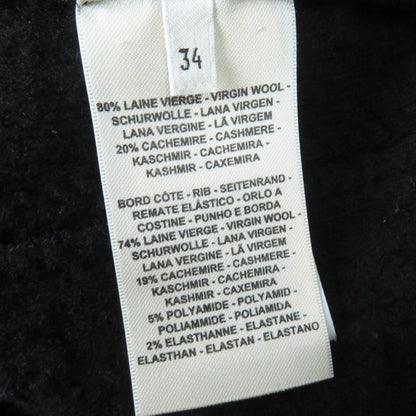 34
80% LAINE VIERGE - VIRGIN WOOL -
SCHURWOLLE - LANA VIRGEN -
LANA VERGINE - LÃ VIRGEM
20% CACHEMIRE - CASHMERE -
KASCHMIR - CACHEMIRA -
KASHMIR - CAXEMIRA
BORD CÔTE - RIB - SEITENRAND -
REMATE ELÁSTICO - ORLO A
COSTINE - PUNHO E BORDA
74% LAINE VIERGE - VIRGIN WOOL -
SCHURWOLLE - LANA VIRGEN -
LANA VERGINE - LÃ VIRGEM
19% CACHEMIRE - CASHMERE -
KASCHMIR - CACHEMIRA -
KASHMIR - CAXEMIRA
5% POLYAMIDE - POLYAMID -
POLIAMMIDE - POLIAMIDA
2% ELASTHANNE - ELASTANE -
ELASTHAN - ELASTAN - ELASTANO